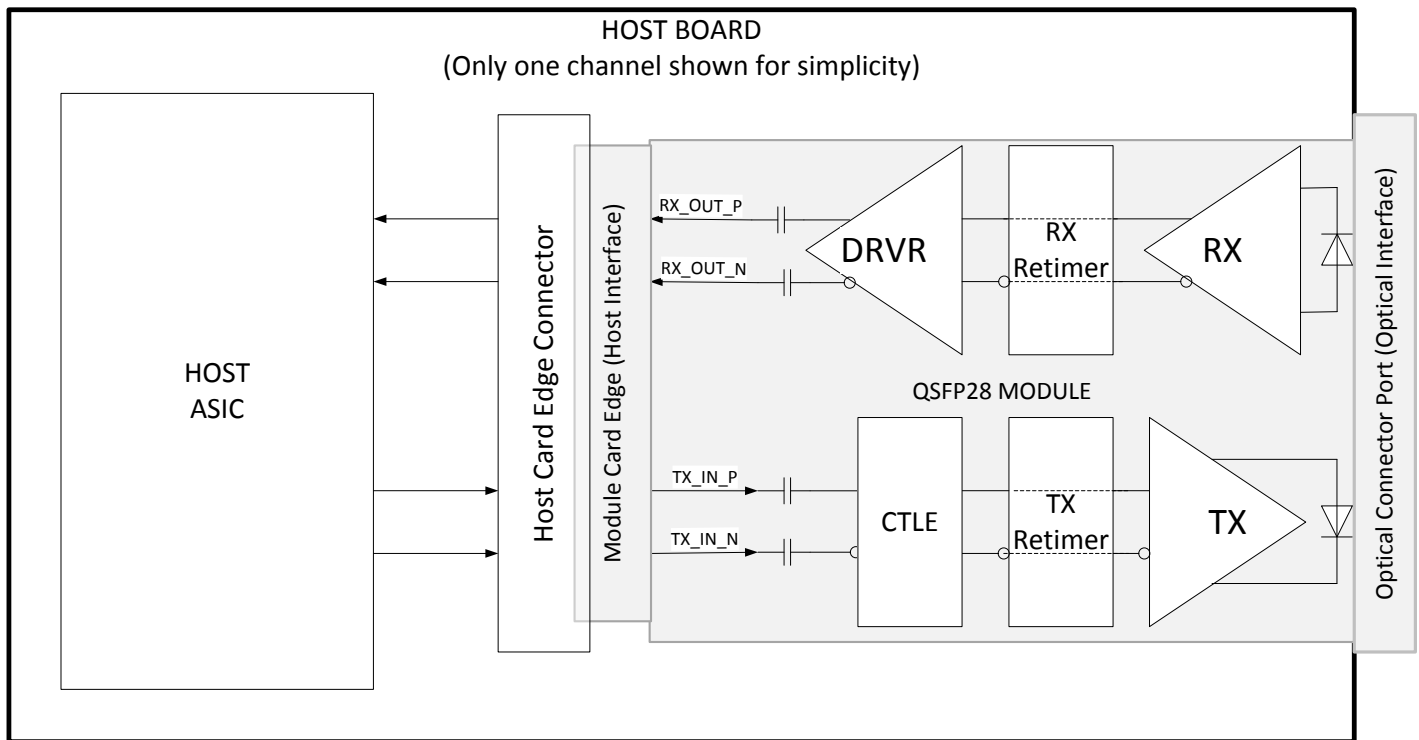 HOST BOARD
(Only one channel shown for simplicity)
HOST
ASIC
Host Card Edge Connector
Module Card Edge (Host Interface)
RX_OUT_P
RX_OUT_N
DRVR
RX
Retimer
RX
QSFP28 MODULE
TX_IN_P
TX_IN_N
CTLE
TX
Retimer
TX
Optical Connector Port (Optical Interface)